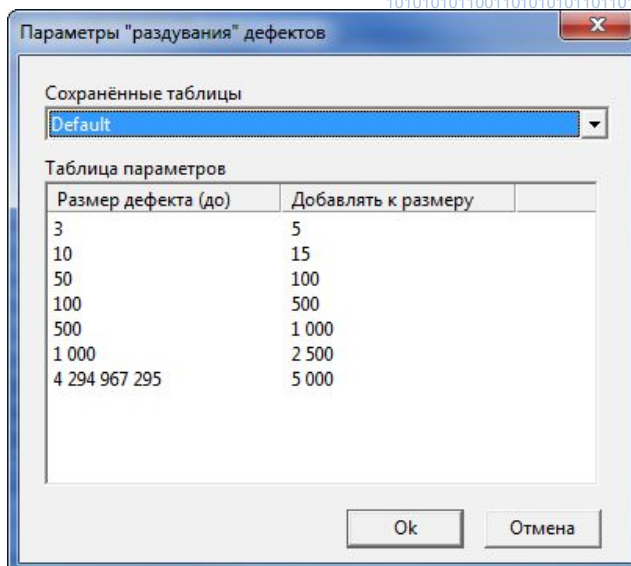 Параметры "раздувания" дефектов
Сохранённые таблицы
Default
Таблица параметров
Размер дефекта (до) Добавлять к размеру
3 5
10 15
50 100
100 500
500 1 000
1 000 2 500
4 294 967 295 5 000
Ok Отмена